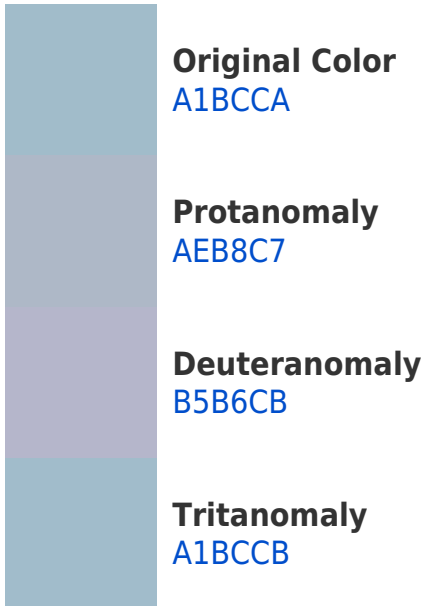 Original Color
A1BCCA
Protanomaly
AEB8C7
Deuteranomaly
B5B6CB
Tritanomaly
A1BCCB